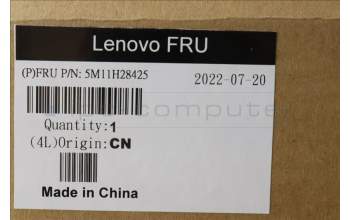 Lenovo FRU
(P)FRU P/N: 5M11H28425 2022-07-20
Quantity:1
(4L)Origin:CN
Made in China